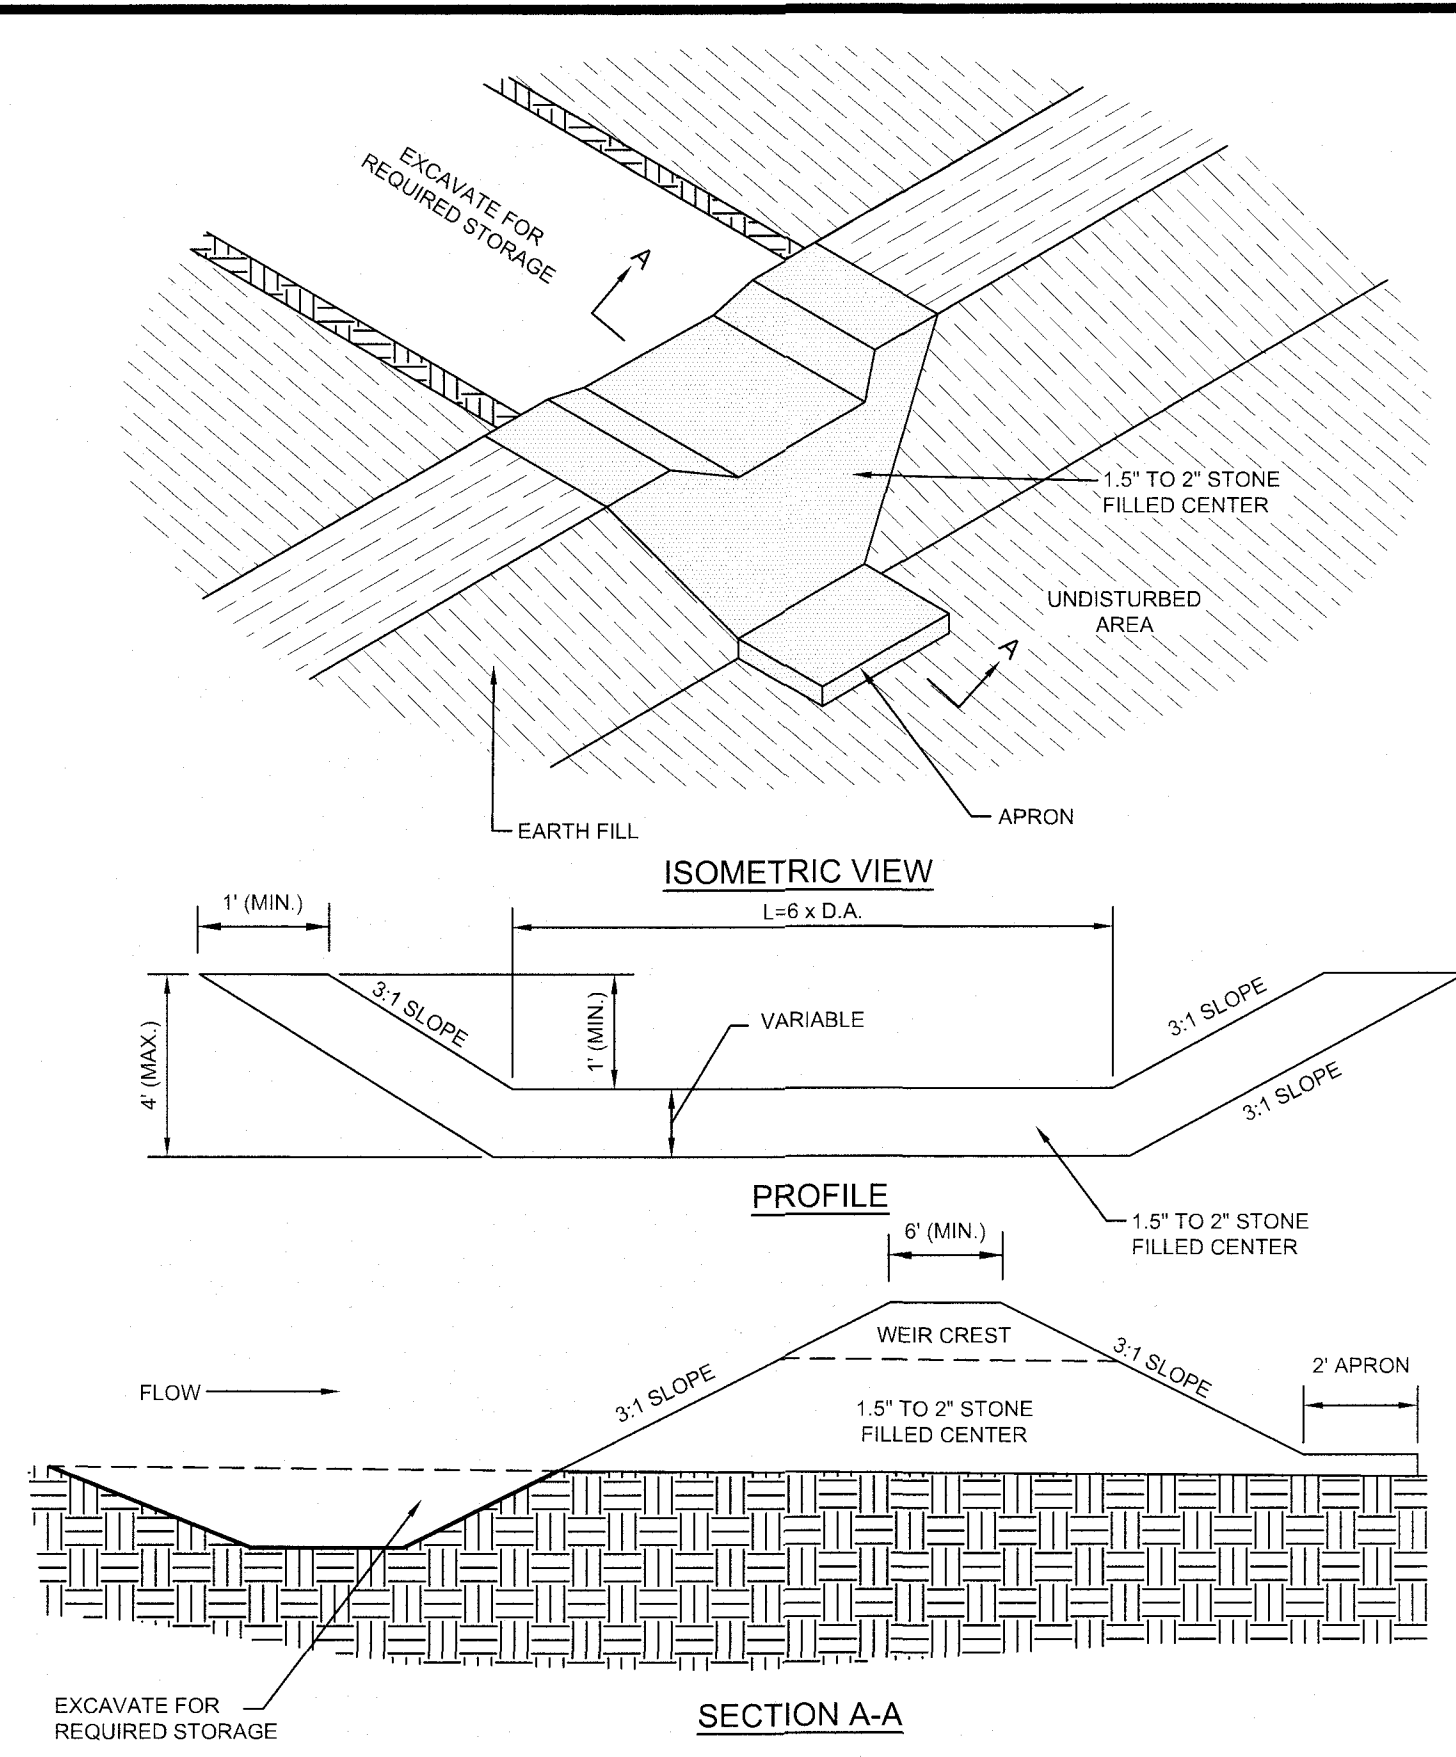 EXCAVATE FOR
REQUIRED STORAGE
A
1.5" TO 2" STONE
FILLED CENTER
UNDISTURBED
AREA
A
APRON
EARTH FILL
ISOMETRIC VIEW
1' (MIN.)
L=6 x D.A.
3:1 SLOPE
1' (MIN.)
VARIABLE
3:1 SLOPE
4' (MAX.)
3:1 SLOPE
PROFILE
1.5" TO 2" STONE
FILLED CENTER
6' (MIN.)
WEIR CREST
3:1 SLOPE
3:1 SLOPE
2' APRON
FLOW
1.5" TO 2" STONE
FILLED CENTER
EXCAVATE FOR
REQUIRED STORAGE
SECTION A-A